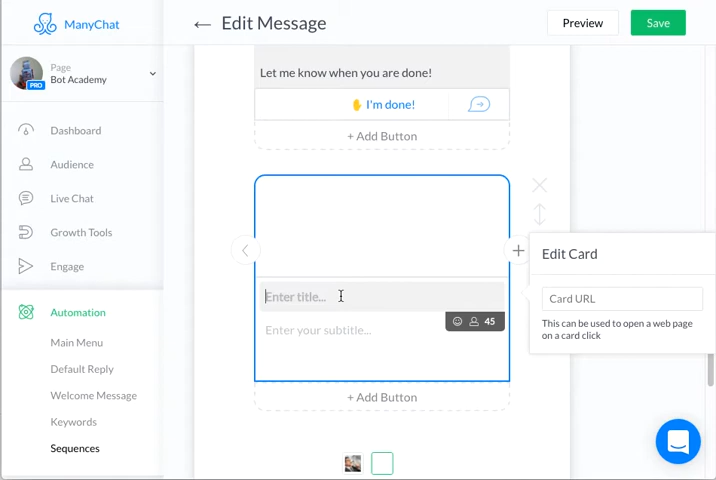 ManyChat
← Edit Message
Preview
Save
Page
Bot Academy
PRO
Dashboard
Audience
Live Chat
Growth Tools
Engage
Automation
Main Menu
Default Reply
Welcome Message
Keywords
Sequences
Let me know when you are done!
✋ I'm done!
+ Add Button
Enter title...
45
Enter your subtitle...
+ Add Button
Edit Card
Card URL
This can be used to open a web page
on a card click